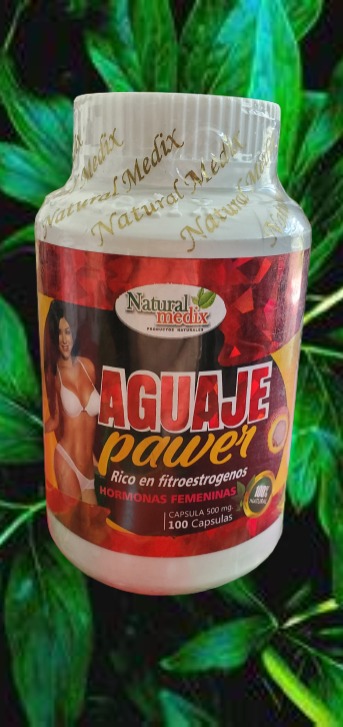 Natural Medix
Medix
Natural Medix
Natural
medix
PRODUCTOS NATURALES
AGUAJE
pawer
Rico en fitroestrogenos
HORMONAS FEMENINAS
CAPSULA 500 mg.
100 Capsulas
100%
NATURAL